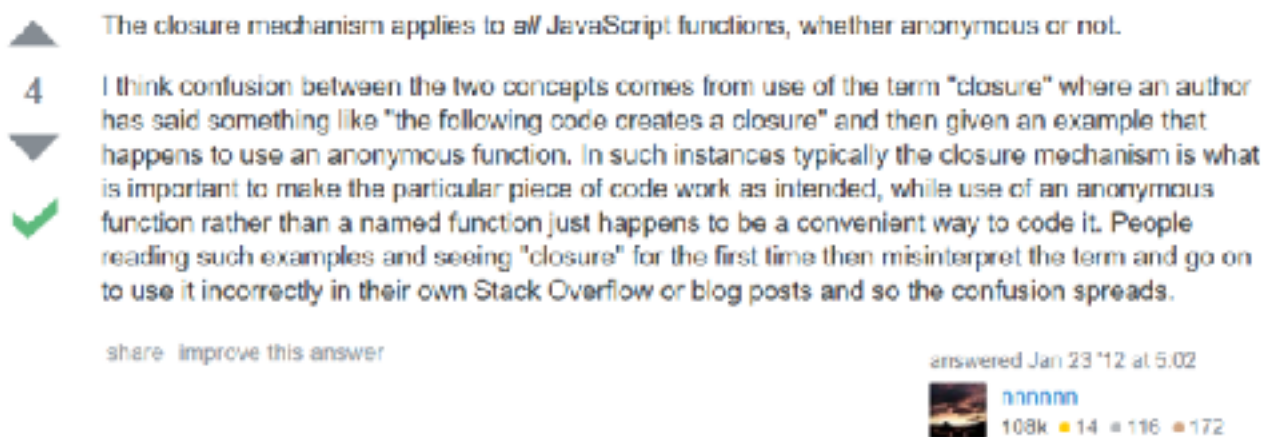 The closure mechanism applies to all JavaScript functions, whether anonymous or not.
4
I think confusion between the two concepts comes from use of the term "closure" where an author
has said something like "the following code creates a closure" and then given an example that
happens to use an anonymous function. In such instances typically the closure mechanism is what
is important to make the particular piece of code work as intended, while use of an anonymous
function rather than a named function just happens to be a convenient way to code it. People
reading such examples and seeing "closure" for the first time then misinterpret the term and go on
to use it incorrectly in their own Stack Overflow or blog posts and so the confusion spreads.
share improve this answer
answered Jan 23 '12 at 5:02
nnnnnn
108k 14 116 172